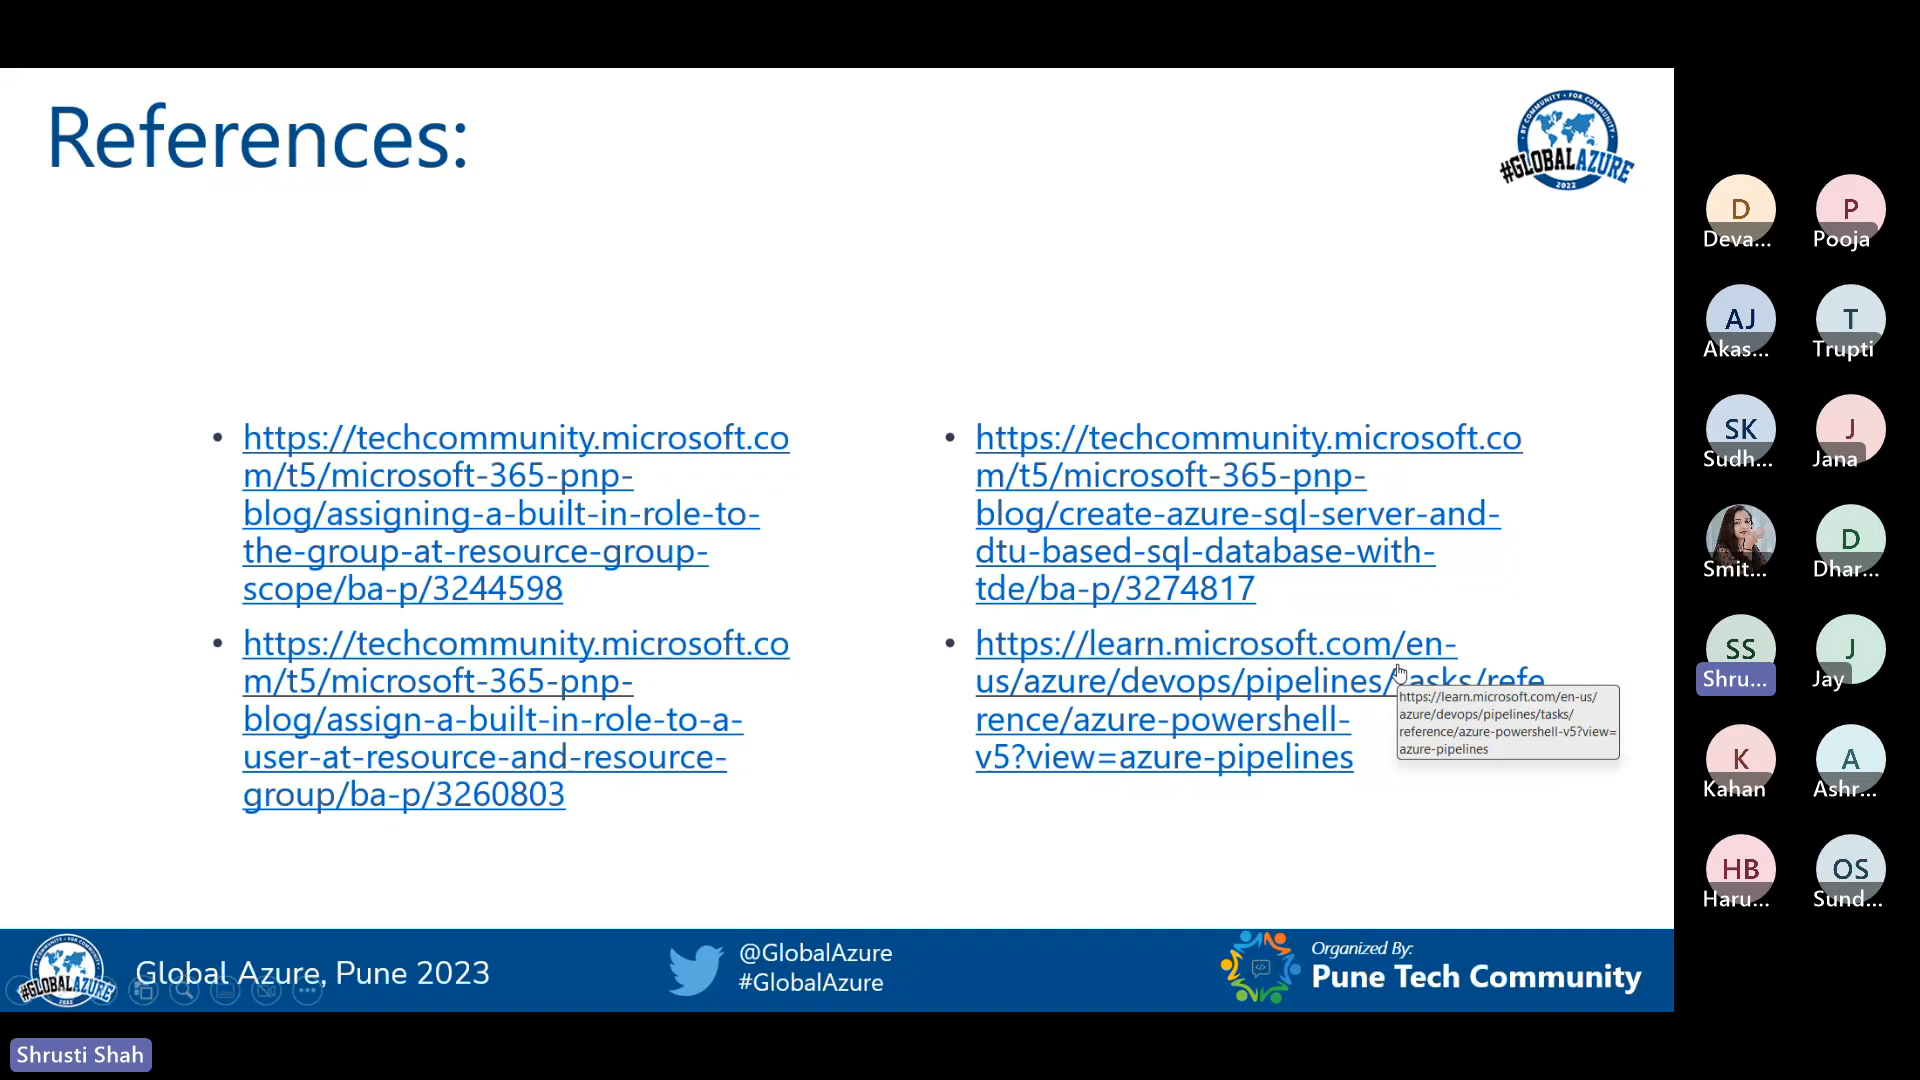 References:
BY COMMUNITY • FOR COMMUNITY
#GLOBALAZURE
2022
• https://techcommunity.microsoft.co
m/t5/microsoft-365-pnp-
blog/assigning-a-built-in-role-to-
the-group-at-resource-group-
scope/ba-p/3244598
• https://techcommunity.microsoft.co
m/t5/microsoft-365-pnp-
blog/assign-a-built-in-role-to-a-
user-at-resource-and-resource-
group/ba-p/3260803
• https://techcommunity.microsoft.co
m/t5/microsoft-365-pnp-
blog/create-azure-sql-server-and-
dtu-based-sql-database-with-
tde/ba-p/3274817
• https://learn.microsoft.com/en-
us/azure/devops/pipelines/tasks/refe
rence/azure-powershell-
v5?view=azure-pipelines
https://learn.microsoft.com/en-us/
azure/devops/pipelines/tasks/
reference/azure-powershell-v5?view=
azure-pipelines
#GLOBALAZURE
Global Azure, Pune 2023
@GlobalAzure
#GlobalAzure
Organized By:
Pune Tech Community
D
Deva...
P
Pooja
AJ
Akas...
T
Trupti
SK
Sudh...
J
Jana
Smit...
D
Dhar...
SS
Shru...
J
Jay
K
Kahan
A
Ashr...
HB
Haru...
OS
Sund...
Shrusti Shah